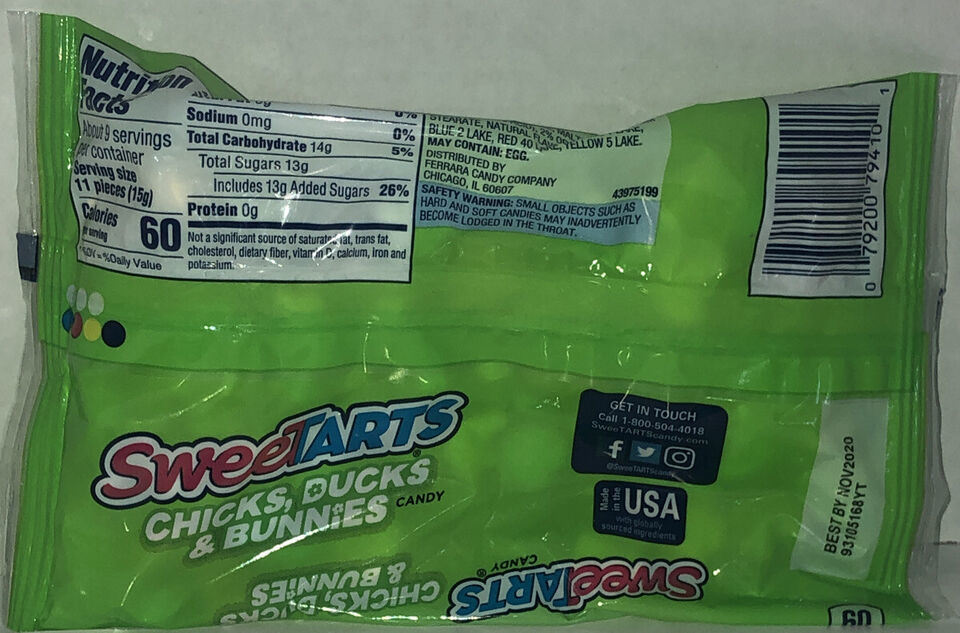 Nutrition
Facts
About 9 servings
per container
Serving size
11 pieces (15g)
Calories
per serving
60
%DV = %Daily Value
Sodium 0mg 0%
Total Carbohydrate 14g 5%
Total Sugars 13g
Includes 13g Added Sugars 26%
Protein 0g
Not a significant source of saturated fat, trans fat,
cholesterol, dietary fiber, vitamin D, calcium, iron and
potassium.
STEARATE, NATURAL
BLUE 2 LAKE, RED 40 LAKE, YELLOW 5 LAKE.
MAY CONTAIN: EGG.
DISTRIBUTED BY
FERRARA CANDY COMPANY
CHICAGO, IL 60607
43975199
SAFETY WARNING: SMALL OBJECTS SUCH AS
HARD AND SOFT CANDIES MAY INADVERTENTLY
BECOME LODGED IN THE THROAT.
0 79200 79410 1
SweeTARTS®
CHICKS, DUCKS
& BUNNIES CANDY
GET IN TOUCH
Call 1-800-504-4018
SweeTARTScandy.com
f
@SweeTARTScandy
Made
in the
USA
with globally
sourced ingredients
BEST BY NOV2020
93105168YT
SweeTARTS®
CANDY
CHICKS, DUCKS
& BUNNIES
60